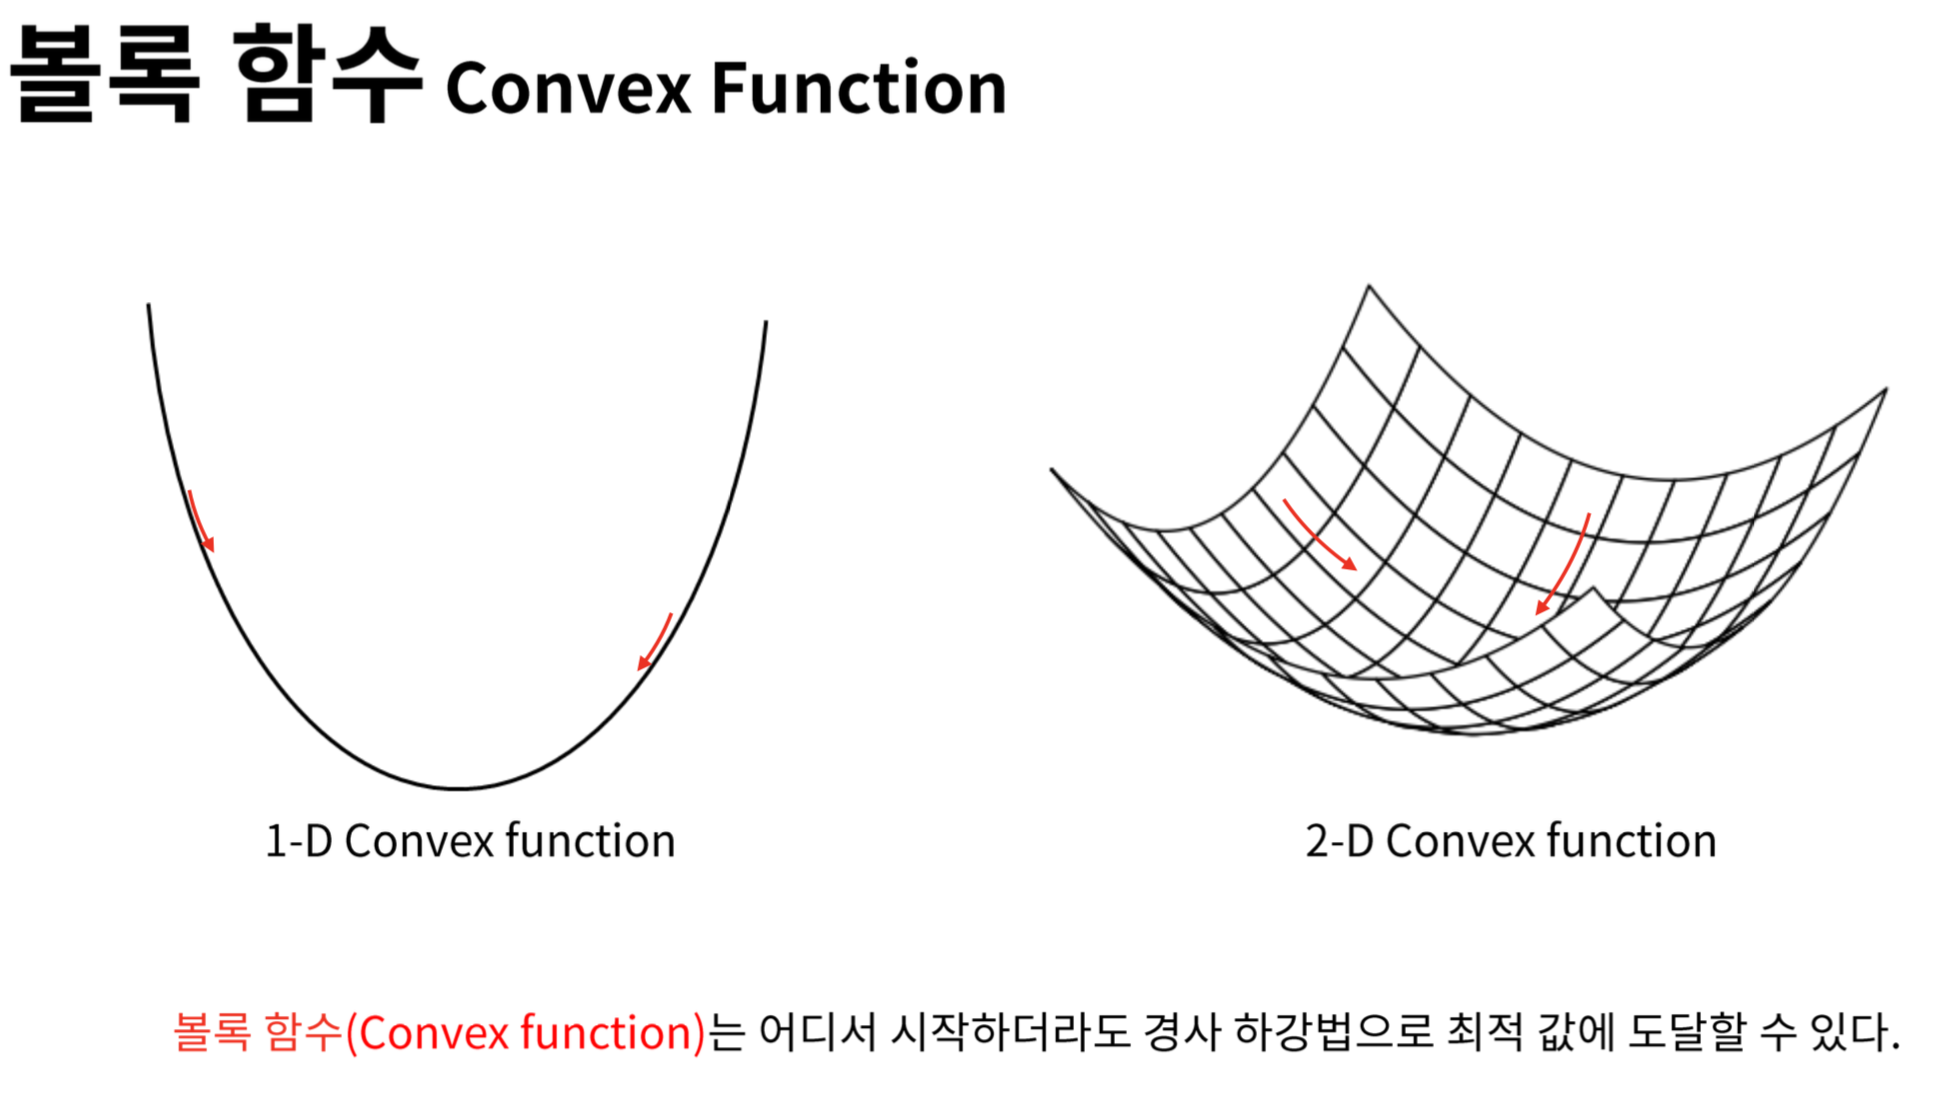 볼록 함수 Convex Function
1-D Convex function
2-D Convex function
볼록 함수(Convex function)는 어디서 시작하더라도 경사 하강법으로 최적 값에 도달할 수 있다.